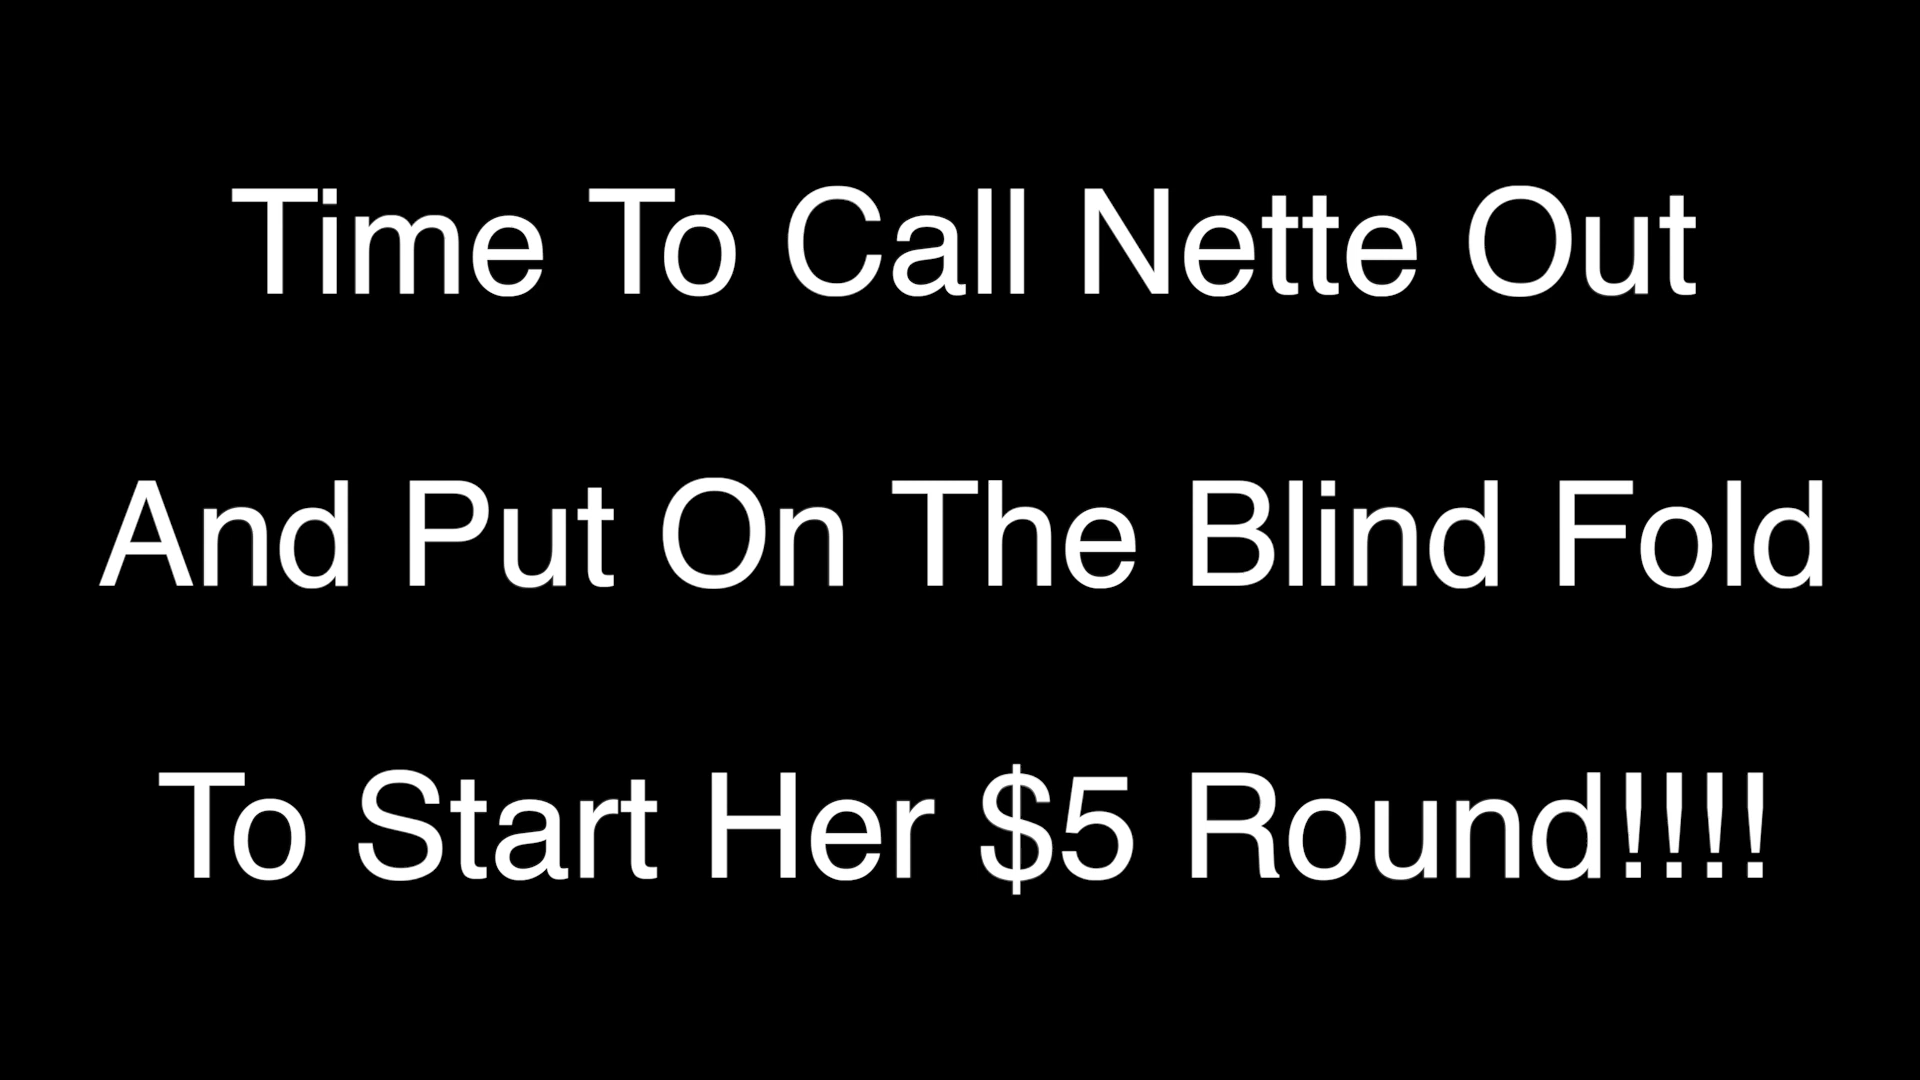 Time To Call Nette Out
And Put On The Blind Fold
To Start Her $5 Round!!!!